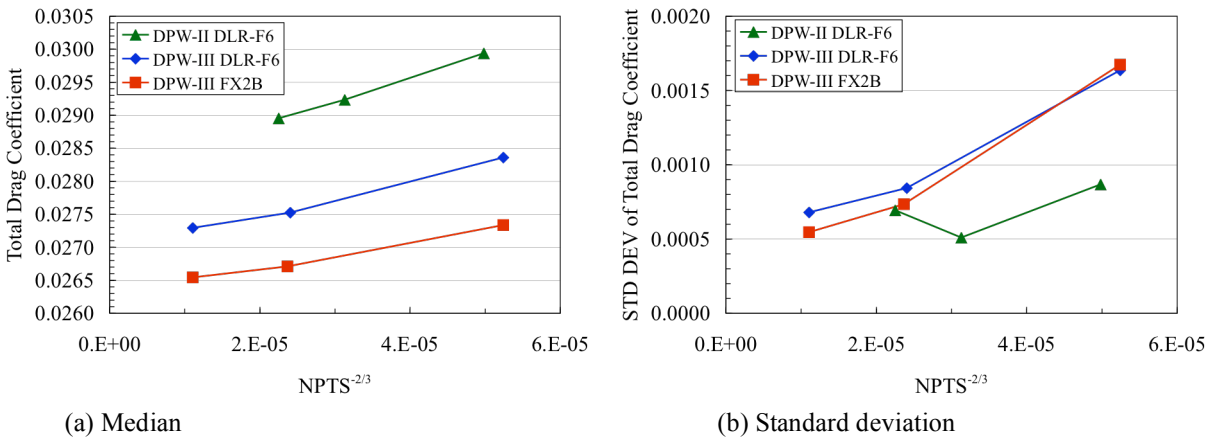 0.0305
0.0300
0.0295
0.0290
0.0285
0.0280
0.0275
0.0270
0.0265
0.0260
Total Drag Coefficient
DPW-II DLR-F6
DPW-III DLR-F6
DPW-III FX2B
0.E+00 2.E-05 4.E-05 6.E-05
NPTS-2/3
(a) Median
0.0020
0.0015
0.0010
0.0005
0.0000
STD DEV of Total Drag Coefficient
DPW-II DLR-F6
DPW-III DLR-F6
DPW-III FX2B
0.E+00 2.E-05 4.E-05 6.E-05
NPTS-2/3
(b) Standard deviation